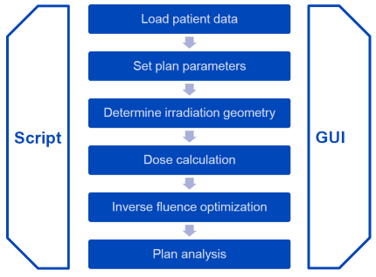 Load patient data
Set plan parameters
Determine irradiation geometry
Script
GUI
Dose calculation
Inverse fluence optimization
Plan analysis